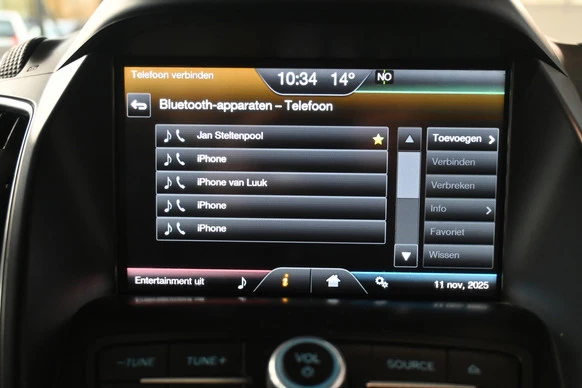 Telefoon verbinden
10:34 14° NO
Bluetooth-apparaten – Telefoon
Jan Steltenpool
iPhone
iPhone van Luuk
iPhone
iPhone
Toevoegen
Verbinden
Verbreken
Info
Favoriet
Wissen
Entertainment uit
i
11 nov, 2025
–TUNE
TUNE+
VOL
SOURCE